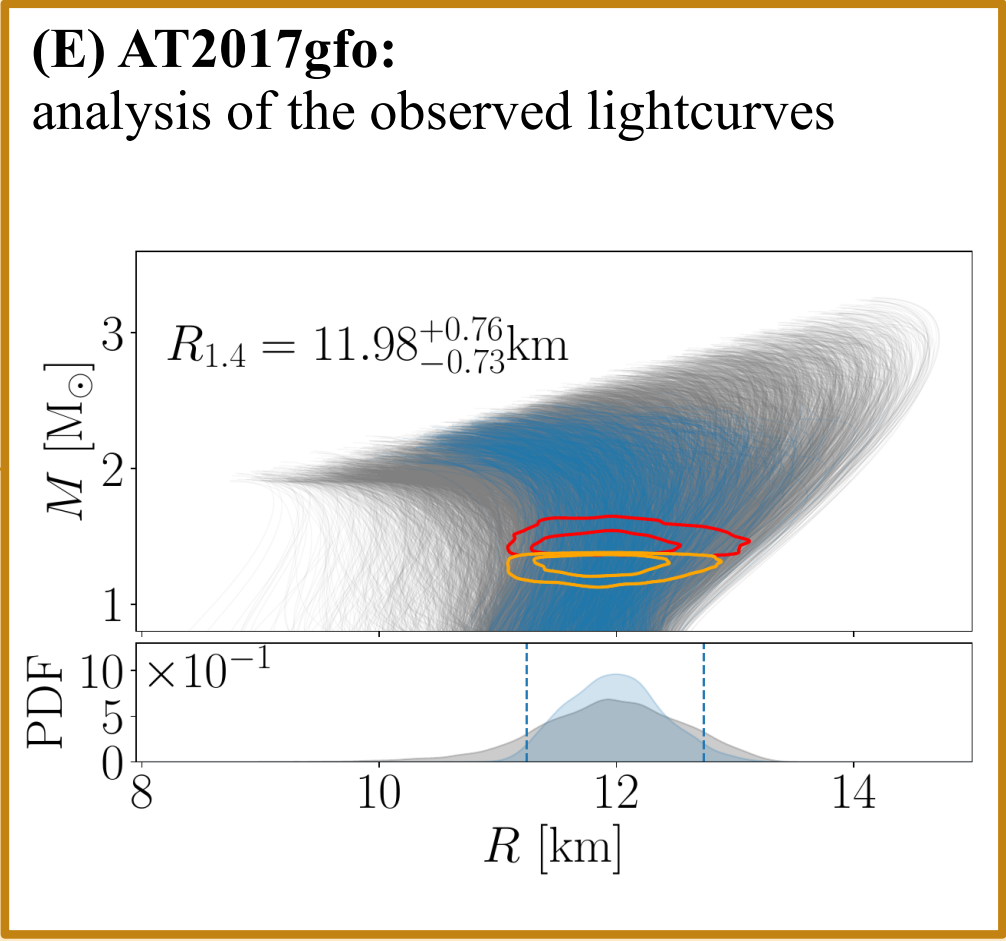 (E) AT2017gfo:
analysis of the observed lightcurves
R₁.₄ = 11.98⁺⁰·⁷⁶₋₀.₇₃km
M [M⊙]
3
2
1
×10⁻¹
PDF
10
5
0
8 10 12 14
R [km]